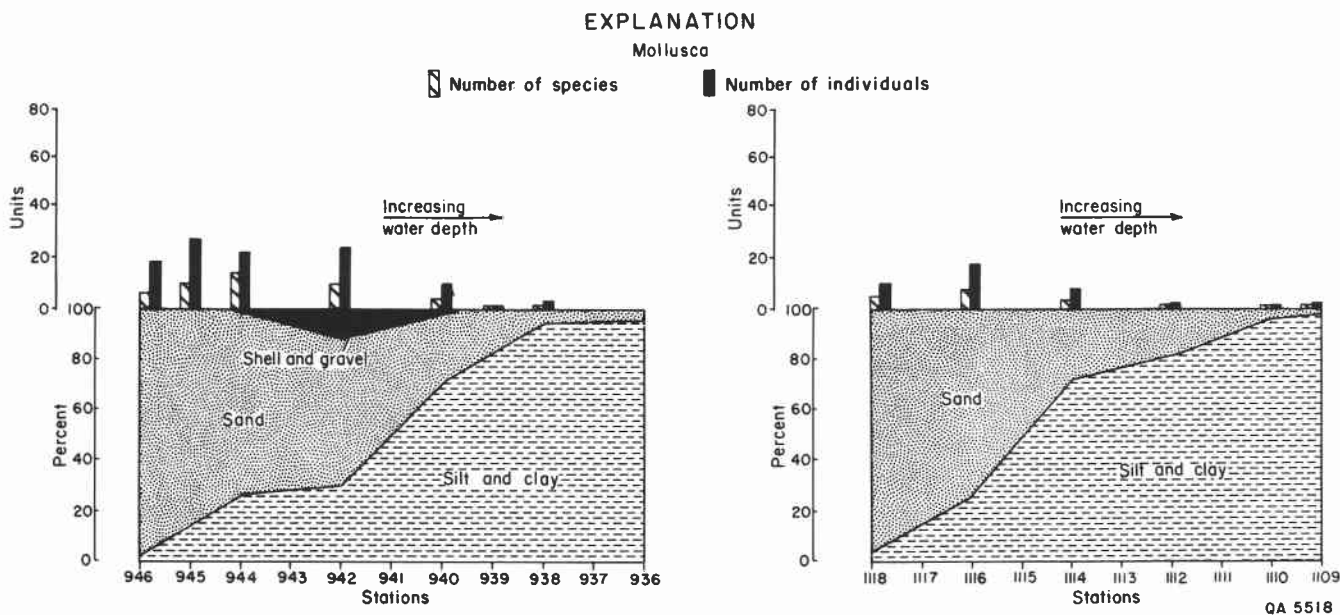 EXPLANATION
Mollusca
Number of species
Number of individuals
80
60
40
20
0
Units
Increasing
water depth
100
80
60
40
20
0
Percent
Shell and gravel
Sand
Silt and clay
946 945 944 943 942 941 940 939 938 937 936
Stations
80
60
40
20
0
Units
Increasing
water depth
100
80
60
40
20
0
Percent
Sand
Silt and clay
1118 1117 1116 1115 1114 1113 1112 1111 1110 1109
Stations
QA 5518